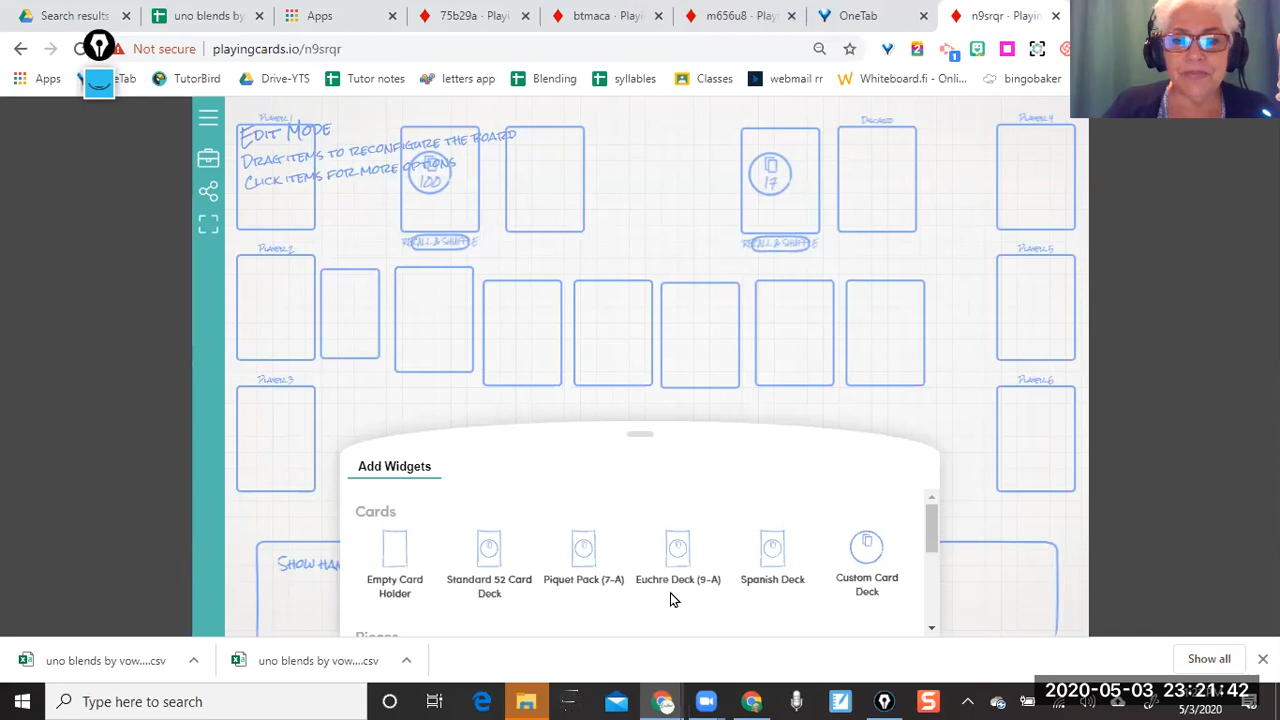 Search results
uno blends by
Apps
75b29a - Playi
btmaca - Playin
m656u8 - Playi
OneTab
n9srqr - Playin
Not secure
playingcards.io/n9srqr
2
1
Apps
OneTab
TutorBird
Drive-YTS
Tutor notes
letters app
Blending
syllables
Classes
webmail rr
Whiteboard.fi - Onli...
bingobaker
PLAYER 1
DISCARD
PLAYER 4
EDIT MODE
DRAG ITEMS TO RECONFIGURE THE BOARD
CLICK ITEMS FOR MORE OPTIONS
100
17
RECALL & SHUFFLE
RECALL & SHUFFLE
PLAYER 2
PLAYER 5
PLAYER 3
PLAYER 6
SHOW HAN
Add Widgets
Cards
Empty Card Holder
Standard 52 Card Deck
Piquet Pack (7-A)
Euchre Deck (9-A)
Spanish Deck
Custom Card Deck
Pieces
uno blends by vow....csv
uno blends by vow....csv
Show all
Type here to search
2020-05-03 23:21:42
5/3/2020